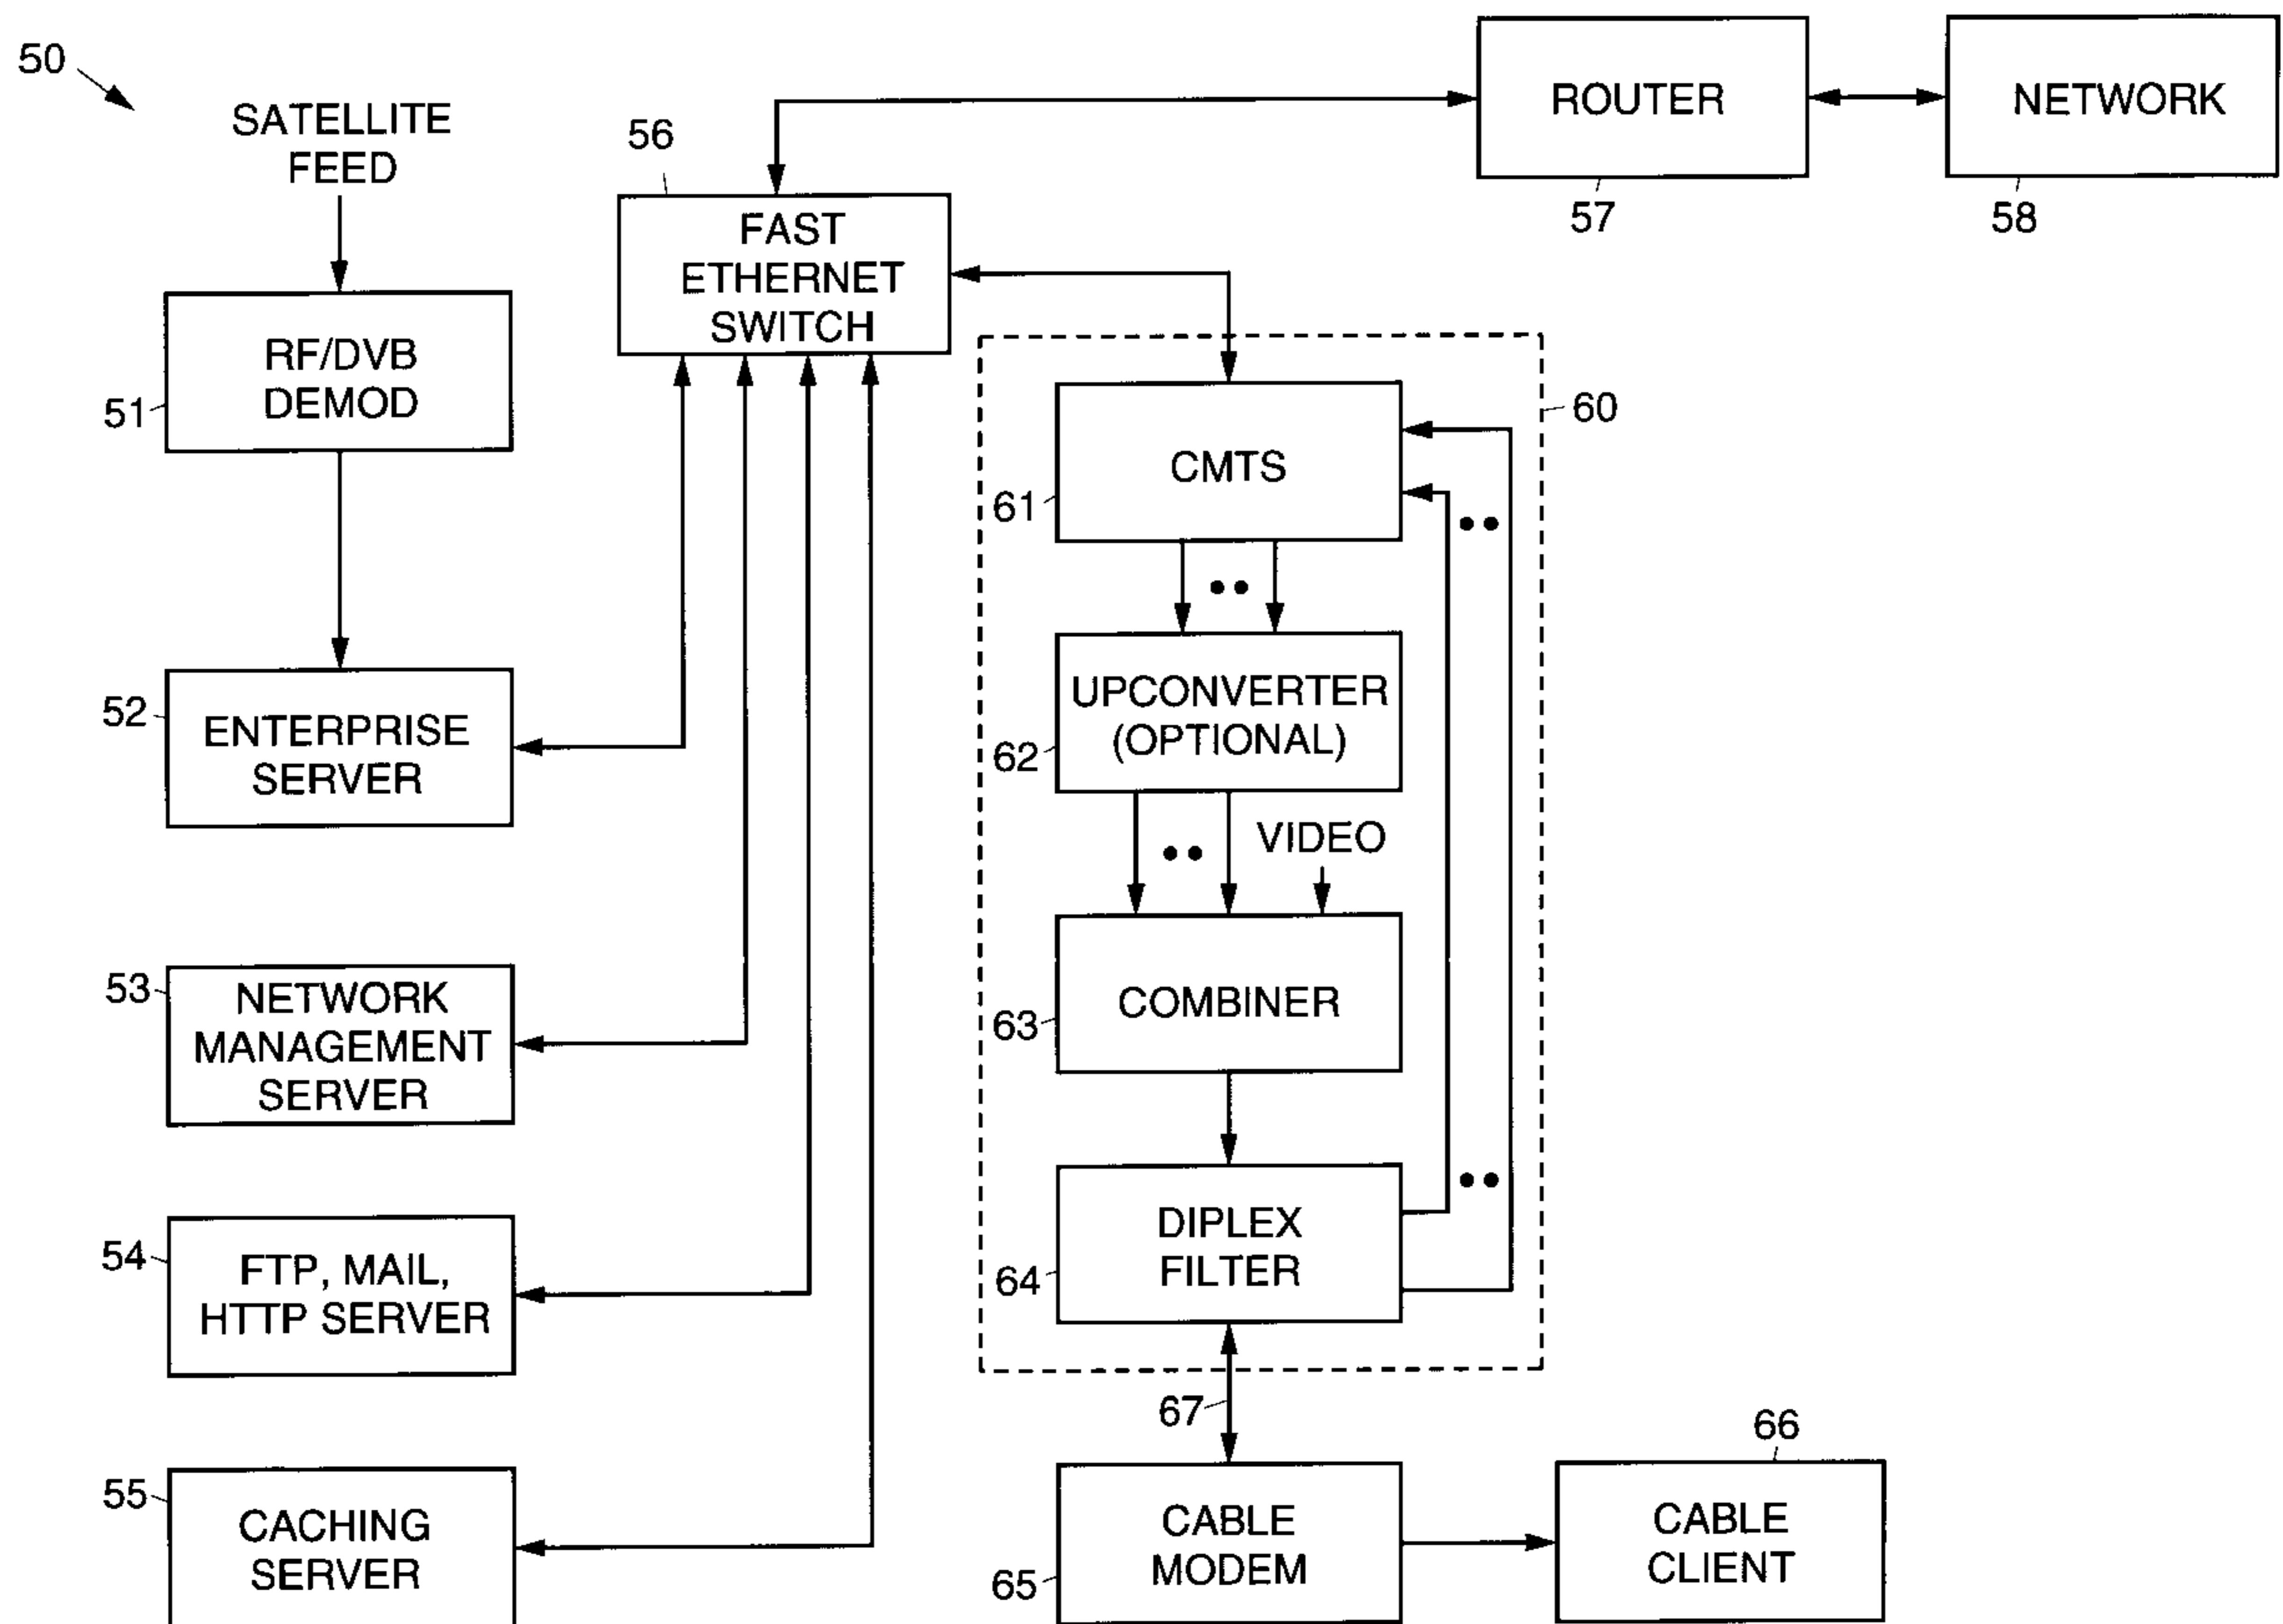 50
SATELLITE
FEED
RF/DVB
DEMOD
51
ENTERPRISE
SERVER
52
53
NETWORK
MANAGEMENT
SERVER
54
FTP, MAIL,
HTTP SERVER
55
CACHING
SERVER
56
FAST
ETHERNET
SWITCH
ROUTER
57
NETWORK
58
60
CMTS
61
UPCONVERTER
(OPTIONAL)
62
VIDEO
COMBINER
63
DIPLEX
FILTER
64
67
CABLE
MODEM
65
66
CABLE
CLIENT